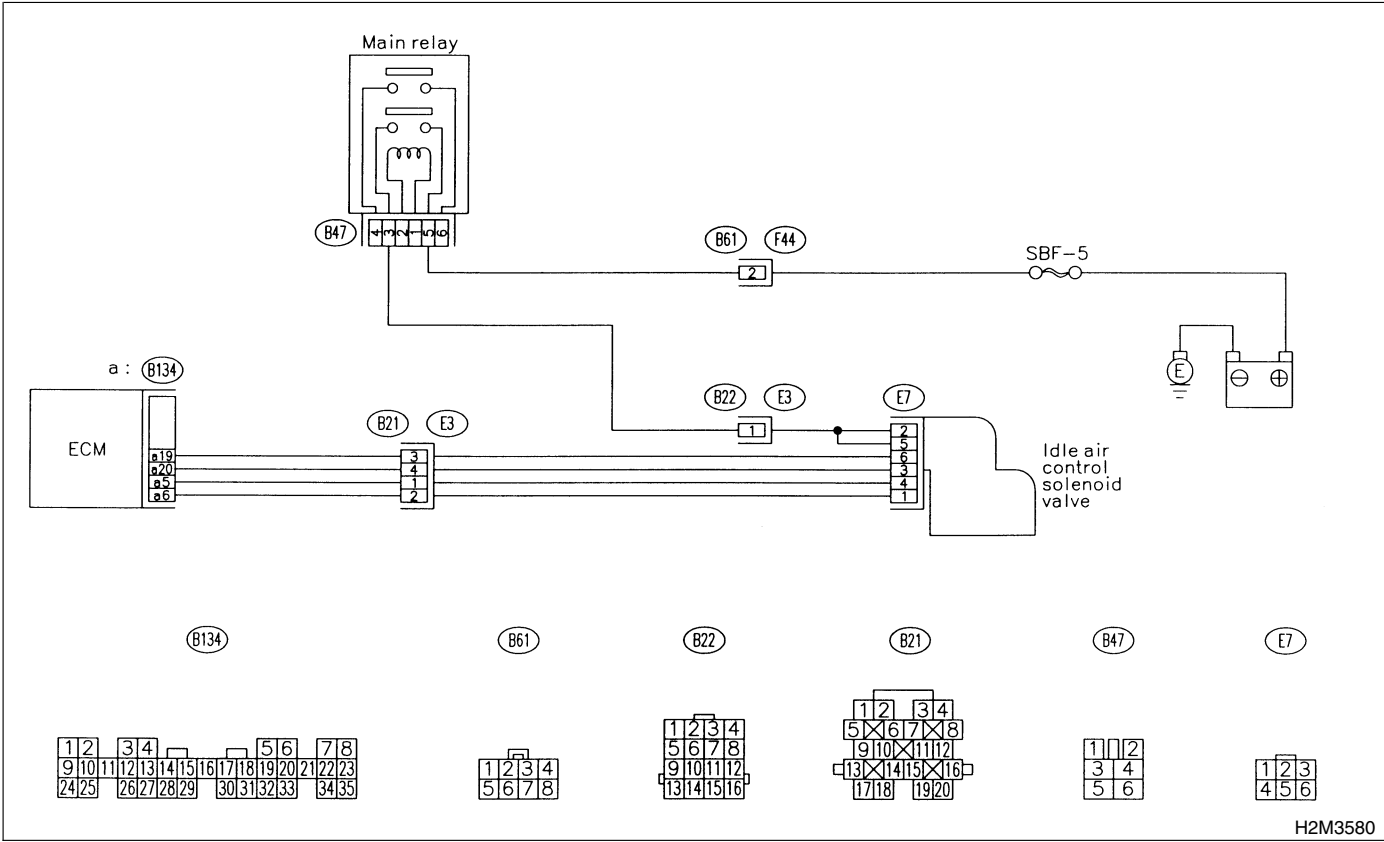 Main relay
B47
4 3 2 1 5 6
B61 F44
2
SBF-5
E
⊖ ⊕
a : B134
ECM
a19
a20
a5
a6
B21 E3
3
4
1
2
B22 E3
1
E7
2
5
6
3
4
1
Idle air
control
solenoid
valve
B134
B61
B22
B21
B47
E7
1 2 3 4 5 6 7 8
9 10 11 12 13 14 15 16 17 18 19 20 21 22 23
24 25 26 27 28 29 30 31 32 33 34 35
1 2 3 4
5 6 7 8
1 2 3 4
5 6 7 8
9 10 11 12
13 14 15 16
1 2 3 4
5 6 7 8
9 10 11 12
13 14 15 16
17 18 19 20
1 2
3 4
5 6
1 2 3
4 5 6
H2M3580